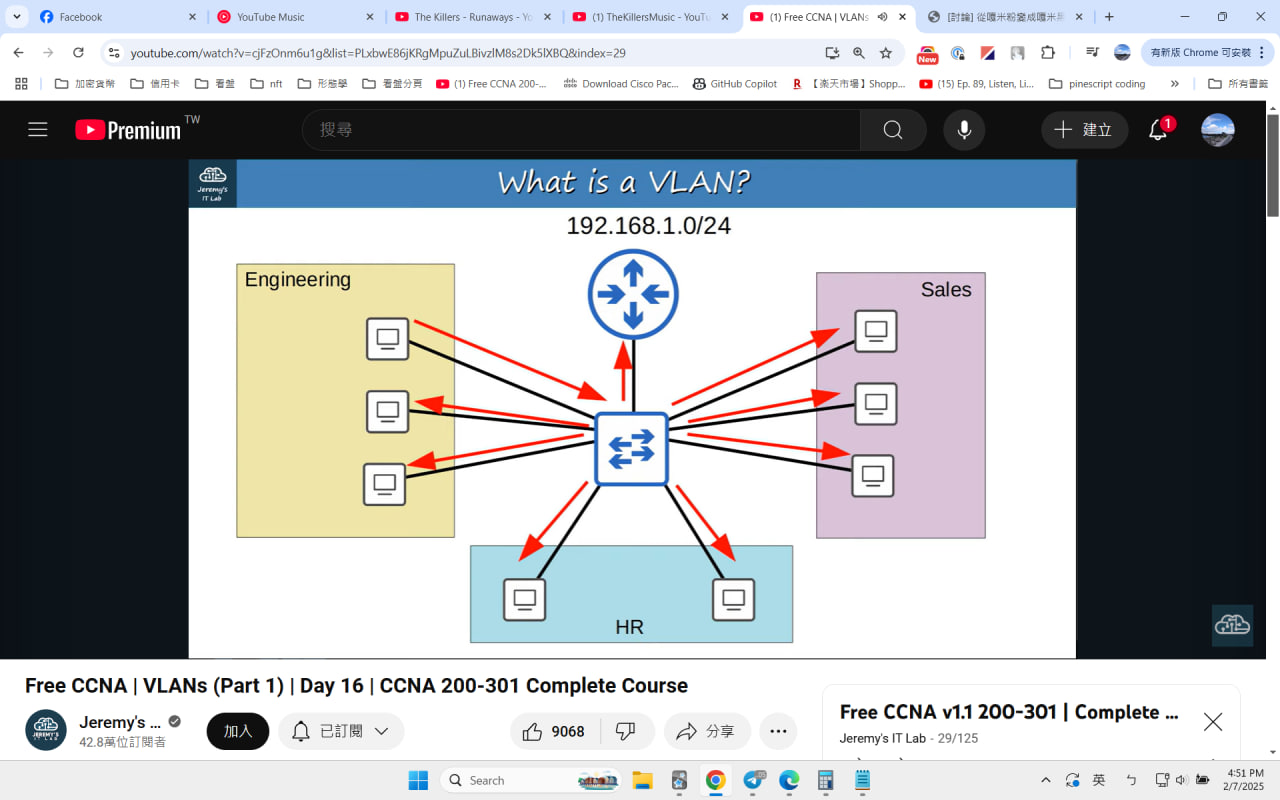 Facebook
YouTube Music
The Killers - Runaways - Yo
(1) TheKillersMusic - YouTu
(1) Free CCNA | VLANs
[討論] 從嘎米粉變成嘎米黑
youtube.com/watch?v=cjFzOnm6u1g&list=PLxbwE86jKRgMpuZuLBivzlM8s2Dk5lXBQ&index=29
New
有新版 Chrome 可安裝
加密貨幣
信用卡
看盤
nft
形態學
看盤分頁
(1) Free CCNA 200-...
Download Cisco Pac...
GitHub Copilot
R
【楽天市場】Shopp...
(15) Ep. 89, Listen, Li...
pinescript coding
»
所有書籤
Premium TW
搜尋
建立
1
Jeremy's
IT Lab
What is a VLAN?
192.168.1.0/24
Engineering
Sales
HR
Free CCNA | VLANs (Part 1) | Day 16 | CCNA 200-301 Complete Course
JEREMY'S
IT LAB
Jeremy's ...
42.8萬位訂閱者
加入
已訂閱
9068
分享
Free CCNA v1.1 200-301 | Complete ...
Jeremy's IT Lab - 29/125
Search
英
ㄅ
4:51 PM
2/7/2025